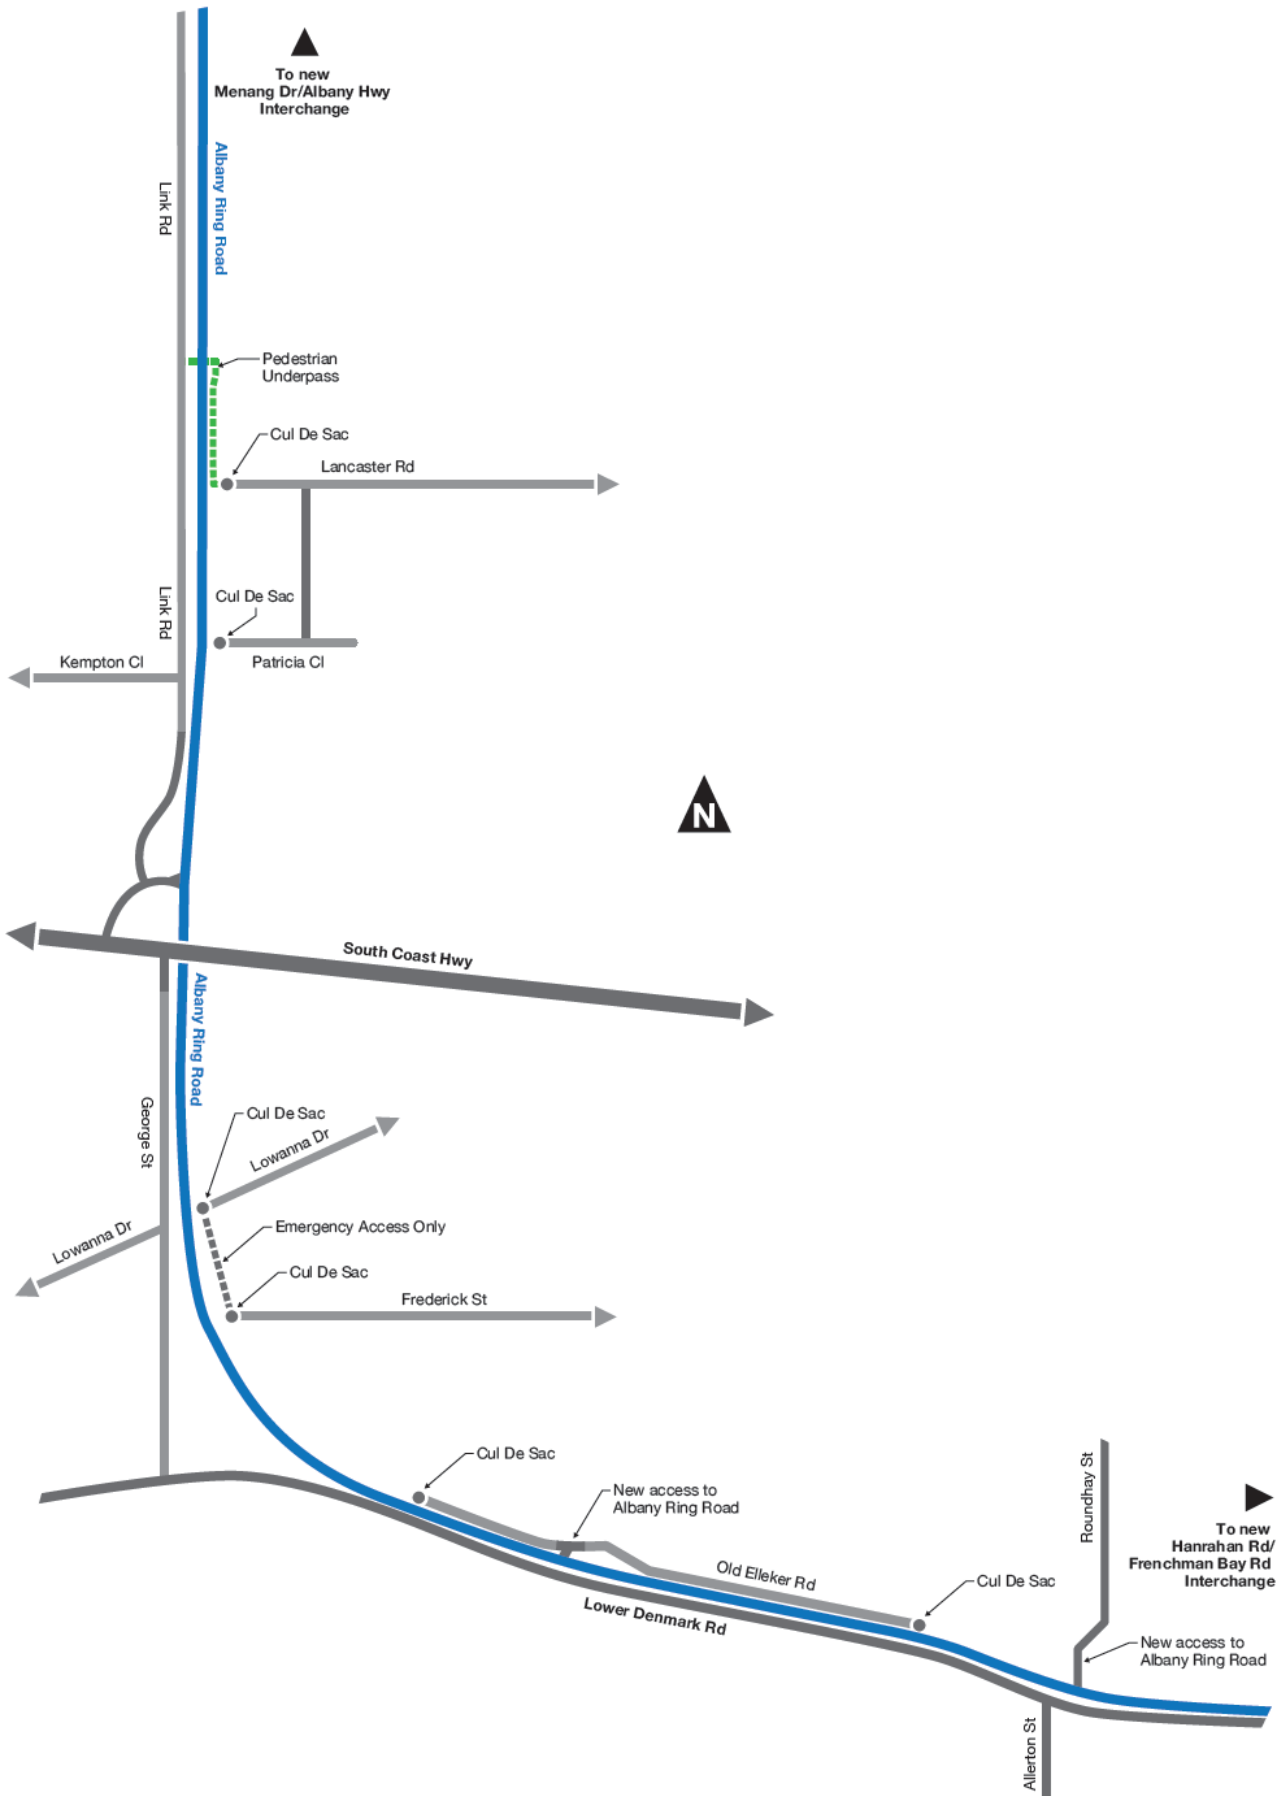 To new
Menang Dr/Albany Hwy
Interchange
Albany Ring Road
Link Rd
Pedestrian
Underpass
Cul De Sac
Lancaster Rd
Link Rd
Cul De Sac
Kempton Cl
Patricia Cl
N
South Coast Hwy
Albany Ring Road
George St
Cul De Sac
Lowanna Dr
Lowanna Dr
Emergency Access Only
Cul De Sac
Frederick St
Cul De Sac
New access to
Albany Ring Road
Roundhay St
To new
Hanrahan Rd/
Frenchman Bay Rd
Interchange
Old Elleker Rd
Cul De Sac
Lower Denmark Rd
New access to
Albany Ring Road
Allerton St